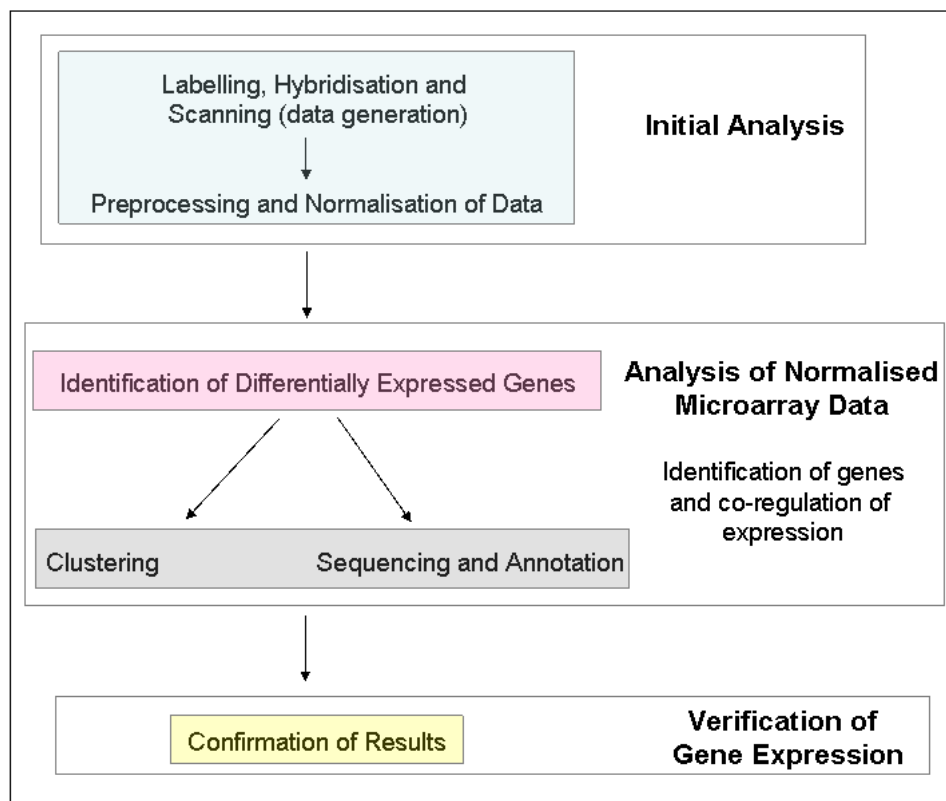 Labelling, Hybridisation and
Scanning (data generation)
Preprocessing and Normalisation of Data
Initial Analysis
Identification of Differentially Expressed Genes
Clustering
Sequencing and Annotation
Analysis of Normalised
Microarray Data
Identification of genes
and co-regulation of
expression
Confirmation of Results
Verification of
Gene Expression